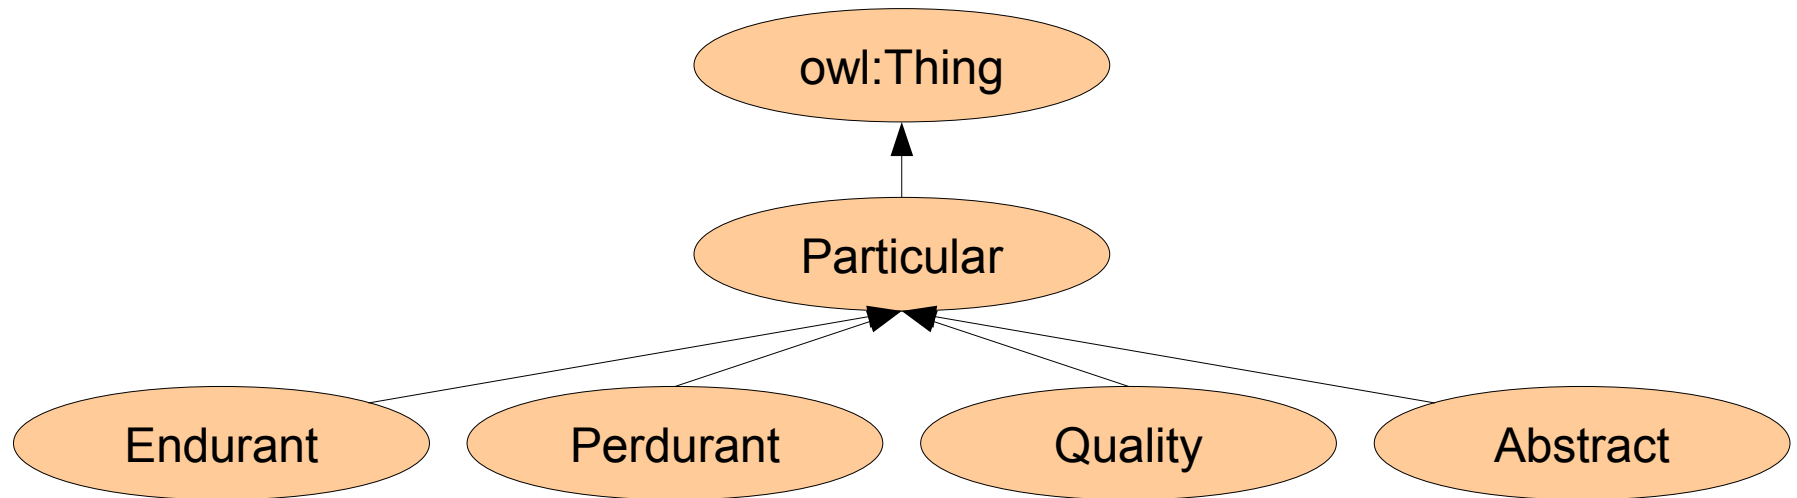 owl:Thing
Particular
Endurant
Perdurant
Quality
Abstract